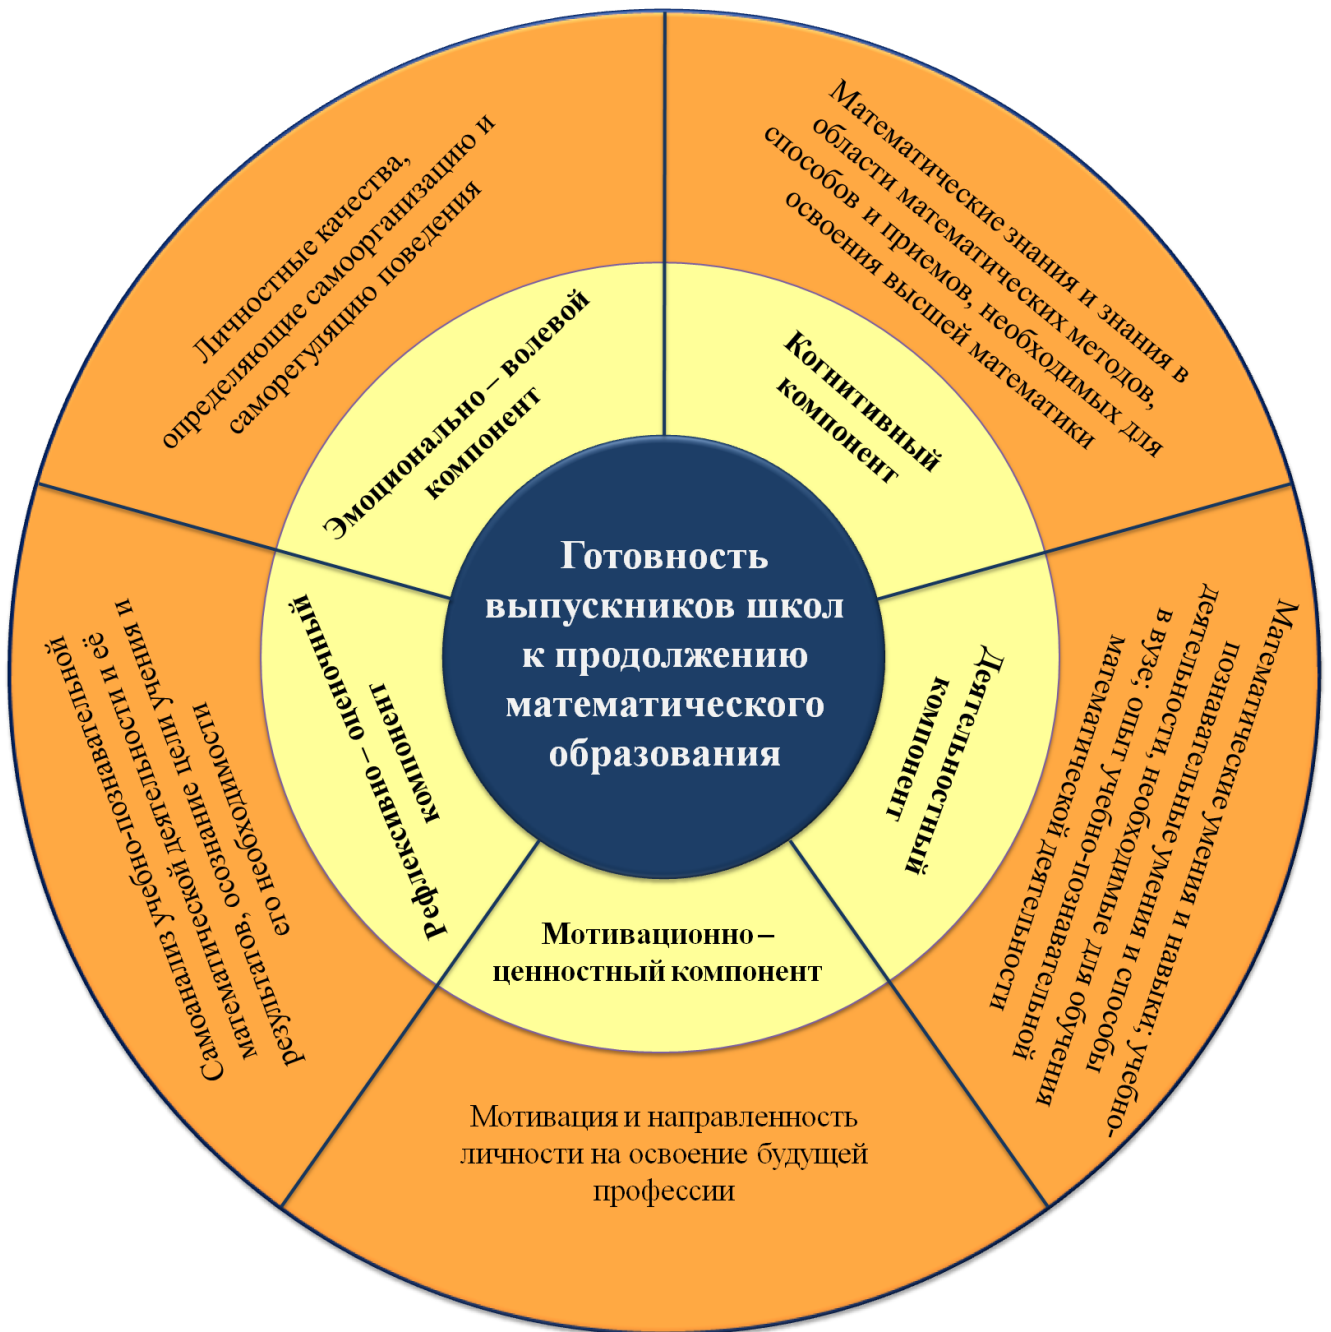 Готовность
выпускников школ
к продолжению
математического
образования
Когнитивный
компонент
Математические знания и знания в
области математических методов,
способов и приемов, необходимых для
освоения высшей математики
Деятельностный
компонент
Математические умения и навыки; учебно-
познавательные умения и способы
деятельности, необходимые для обучения
в вузе; опыт учебно-познавательной
математической деятельности
Мотивационно –
ценностный компонент
Мотивация и направленность
личности на освоение будущей
профессии
Рефлексивно – оценочный
компонент
Самоанализ учебно-познавательной
математической деятельности и её
результатов, осознание цели учения и
его необходимости
Эмоционально – волевой
компонент
Личностные качества,
определяющие самоорганизацию и
саморегуляцию поведения